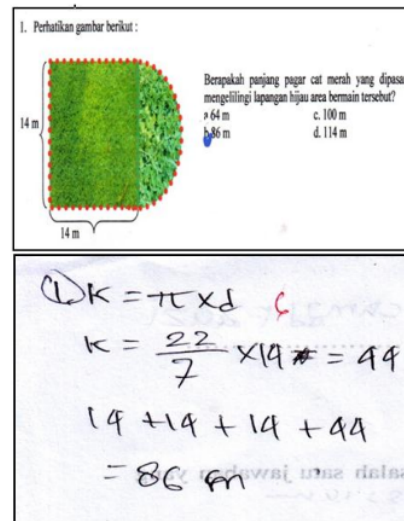 1. Perhatikan gambar berikut :
14 m
14 m
Berapakah panjang pagar cat merah yang dipasa
mengelilingi lapangan hijau area bermain tersebut?
a 64 m
c. 100 m
b 86 m
d. 114 m
① K = π x d
K = 22/7 x 14 = 44
14 + 14 + 14 + 44
= 86 m